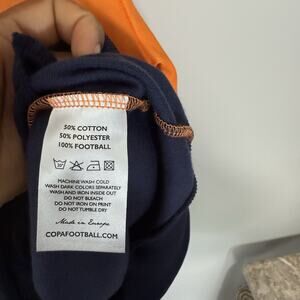 50% COTTON
50% POLYESTER
100% FOOTBALL
MACHINE WASH COLD
WASH DARK COLORS SEPARATELY
WASH AND IRON INSIDE OUT
DO NOT BLEACH
DO NOT IRON ON PRINT
DO NOT TUMBLE DRY
Made in Europe
COPAFOOTBALL.COM